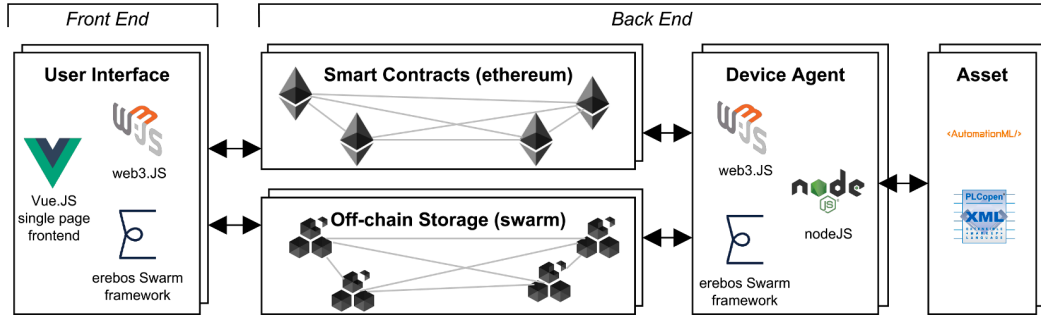 Front End
Back End
User Interface
web3.JS
Vue.JS
single page
frontend
erebos Swarm
framework
Smart Contracts (ethereum)
Off-chain Storage (swarm)
Device Agent
web3.JS
node
JS
nodeJS
erebos Swarm
framework
Asset
<AutomationML/>
PLCopen
XML